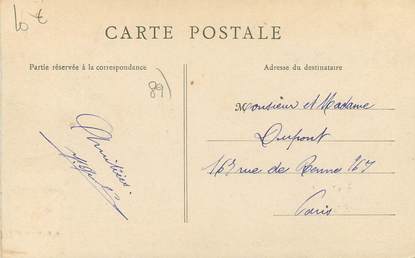 10 €
CARTE POSTALE
Partie réservée à la correspondance
Adresse du destinataire
89
Amitiés
Monsieur et Madame
Dupont
167 rue de Rennes 167
Paris